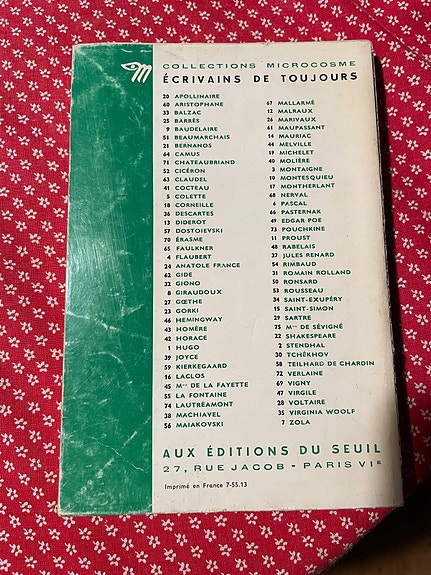 M
COLLECTIONS MICROCOSME
ÉCRIVAINS DE TOUJOURS
20 APOLLINAIRE
60 ARISTOPHANE
33 BALZAC
25 BARRÈS
9 BAUDELAIRE
51 BEAUMARCHAIS
21 BERNANOS
64 CAMUS
71 CHATEAUBRIAND
52 CICÉRON
63 CLAUDEL
41 COCTEAU
5 COLETTE
18 CORNEILLE
36 DESCARTES
13 DIDEROT
57 DOSTOIEVSKI
70 ÉRASME
65 FAULKNER
4 FLAUBERT
24 ANATOLE FRANCE
62 GIDE
32 GIONO
8 GIRAUDOUX
27 GŒTHE
23 GORKI
46 HEMINGWAY
43 HOMÈRE
42 HORACE
1 HUGO
39 JOYCE
59 KIERKEGAARD
16 LACLOS
45 Mme DE LA FAYETTE
55 LA FONTAINE
74 LAUTRÉAMONT
38 MACHIAVEL
56 MAIAKOVSKI
67 MALLARMÉ
12 MALRAUX
26 MARIVAUX
61 MAUPASSANT
14 MAURIAC
44 MELVILLE
19 MICHELET
40 MOLIÈRE
3 MONTAIGNE
10 MONTESQUIEU
17 MONTHERLANT
68 NERVAL
6 PASCAL
66 PASTERNAK
49 EDGAR POE
73 POUCHKINE
11 PROUST
48 RABELAIS
37 JULES RENARD
54 RIMBAUD
31 ROMAIN ROLLAND
50 RONSARD
53 ROUSSEAU
34 SAINT-EXUPÉRY
15 SAINT-SIMON
29 SARTRE
75 Mme DE SÉVIGNÉ
22 SHAKESPEARE
2 STENDHAL
30 TCHÉKHOV
58 TEILHARD DE CHARDIN
72 VERLAINE
69 VIGNY
47 VIRGILE
28 VOLTAIRE
35 VIRGINIA WOOLF
7 ZOLA
AUX ÉDITIONS DU SEUIL
27, RUE JACOB - PARIS VIe
Imprimé en France 7-55.13